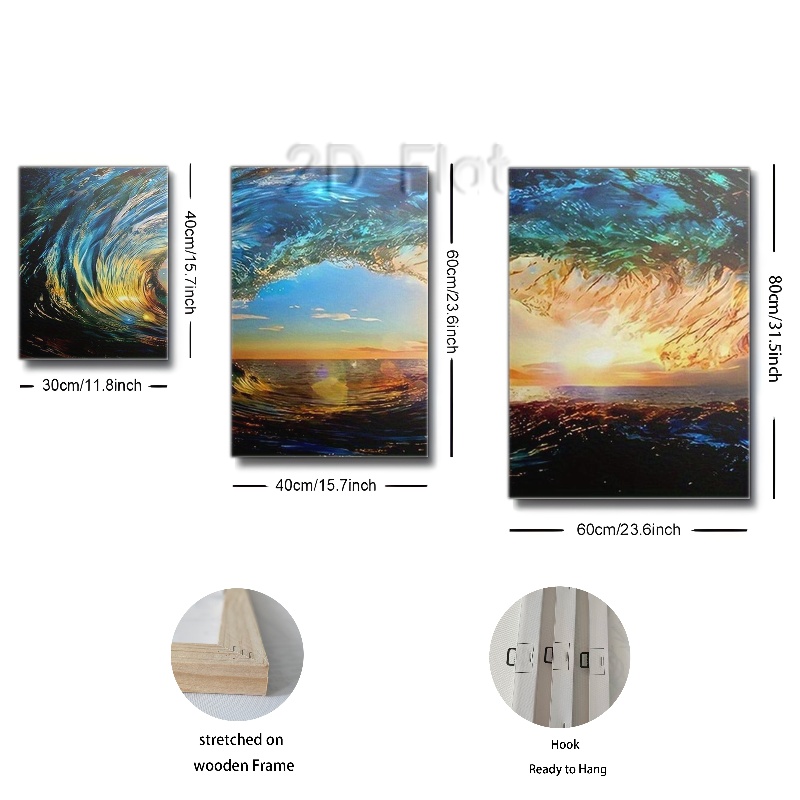 2D Flat
40cm/15.7inch
30cm/11.8inch
60cm/23.6inch
40cm/15.7inch
80cm/31.5inch
60cm/23.6inch
stretched on
wooden Frame
Hook
Ready to Hang